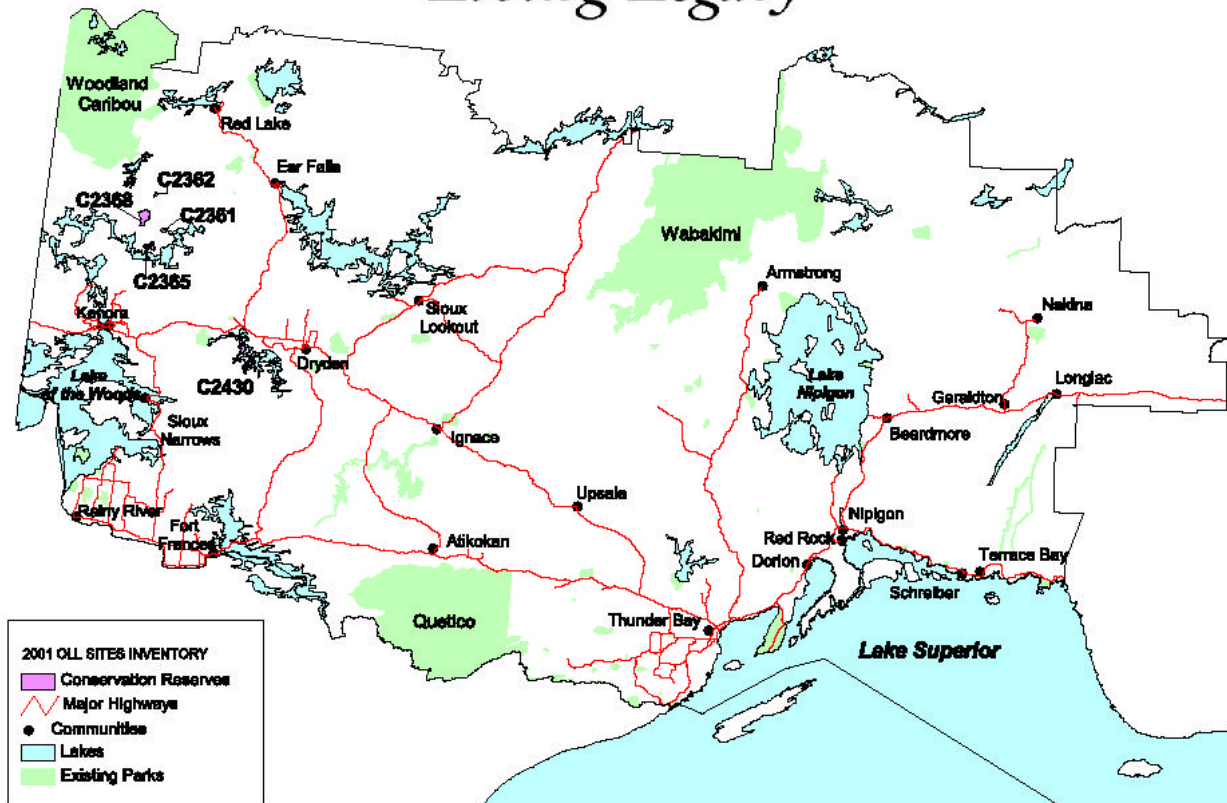 Living Legacy
Woodland
Caribou
Red Lake
Ear Falls
C2362
C2368
C2361
C2365
Wabakimi
Armstrong
Kenora
Sioux
Lookout
Nakina
Dryden
Lake
of the Woods
C2430
Lake
Nipigon
Longlac
Geraldton
Sioux
Narrows
Ignace
Beardmore
Upsala
Rainy River
Fort
Frances
Nipigon
Atikokan
Red Rock
Dorion
Terrace Bay
Schreiber
Quetico
Thunder Bay
Lake Superior
2001 OLL SITES INVENTORY
Conservation Reserves
Major Highways
Communities
Lakes
Existing Parks